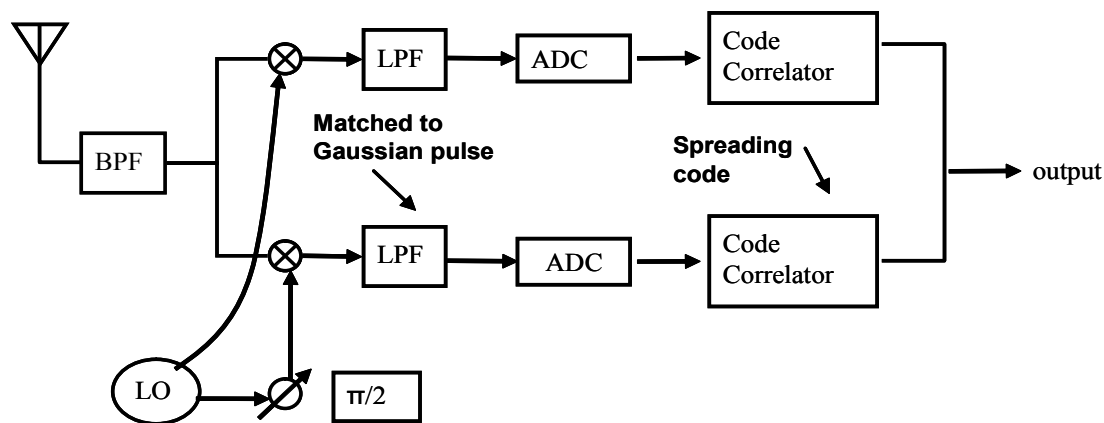 LPF
ADC
Code
Correlator
Matched to
Gaussian pulse
BPF
Spreading
code
output
LPF
ADC
Code
Correlator
LO
π/2